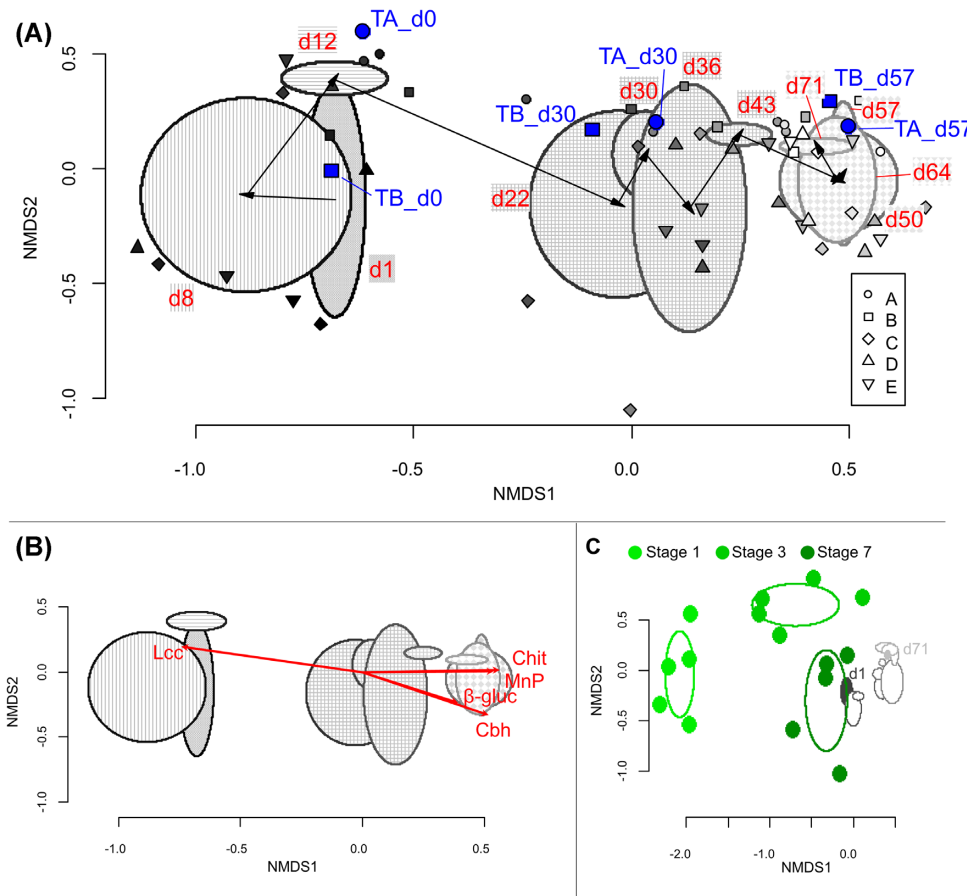 (A)
TA_d0
d12
TA_d30
d36
d71
TB_d57
d30
TB_d30
d43
d57
TA_d57
d64
TB_d0
d22
d50
d1
d8
A
B
C
D
E
0.5
0.0
-0.5
-1.0
NMDS2
-1.0
-0.5
0.0
0.5
NMDS1
(B)
Lcc
Chit
MnP
β-gluc
Cbh
0.5
0.0
-0.5
-1.0
NMDS2
-1.0
-0.5
0.0
0.5
NMDS1
C
Stage 1
Stage 3
Stage 7
d71
d1
0.5
0.0
-0.5
-1.0
NMDS2
-2.0
-1.0
0.0
NMDS1